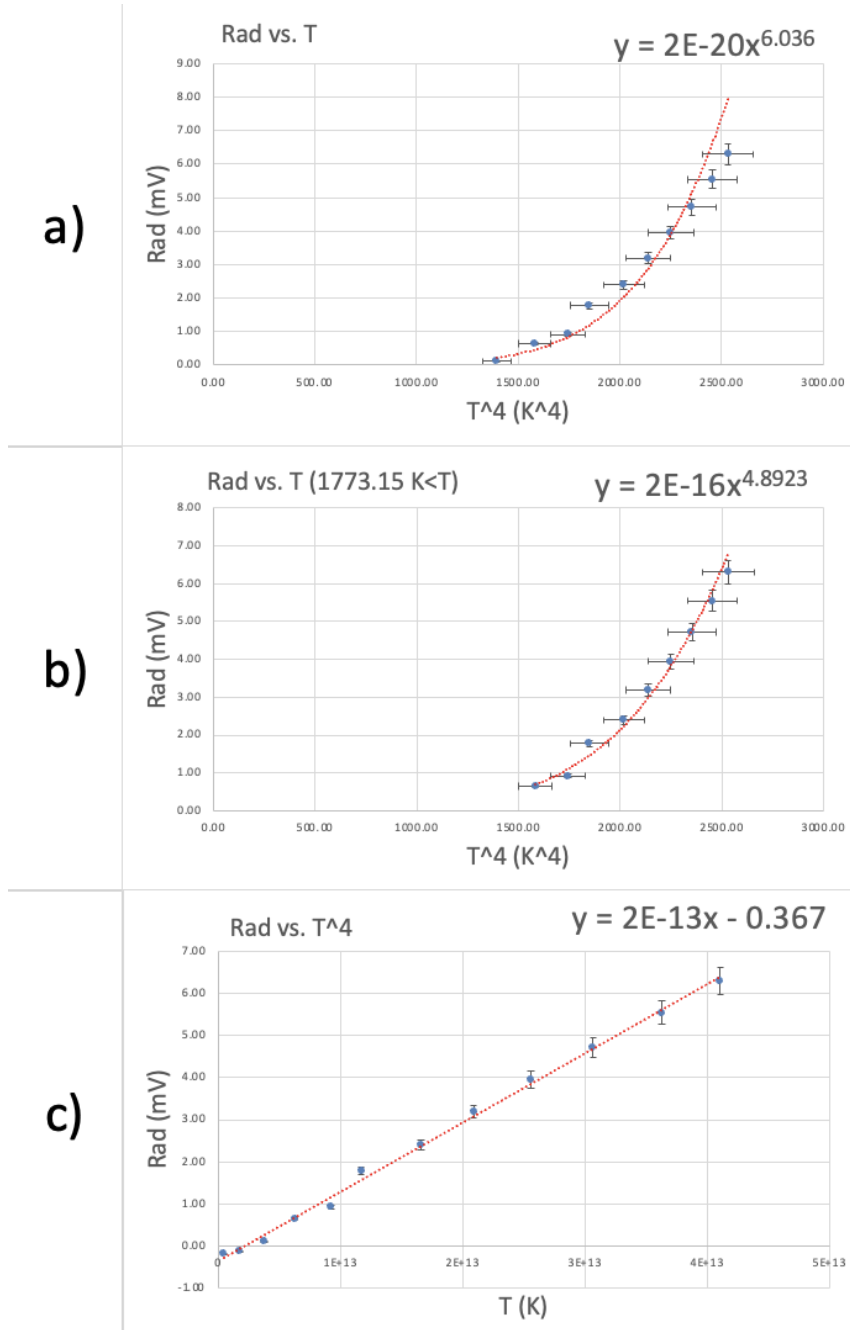 a)
Rad vs. T
y = 2E-20x^6.036
9.00
8.00
7.00
6.00
5.00
4.00
3.00
2.00
1.00
0.00
Rad (mV)
0.00 500.00 1000.00 1500.00 2000.00 2500.00 3000.00
T^4 (K^4)
b)
Rad vs. T (1773.15 K<T)
y = 2E-16x^4.8923
8.00
7.00
6.00
5.00
4.00
3.00
2.00
1.00
0.00
Rad (mV)
0.00 500.00 1000.00 1500.00 2000.00 2500.00 3000.00
T^4 (K^4)
c)
Rad vs. T^4
y = 2E-13x - 0.367
7.00
6.00
5.00
4.00
3.00
2.00
1.00
0.00
-1.00
Rad (mV)
0 1E+13 2E+13 3E+13 4E+13 5E+13
T (K)